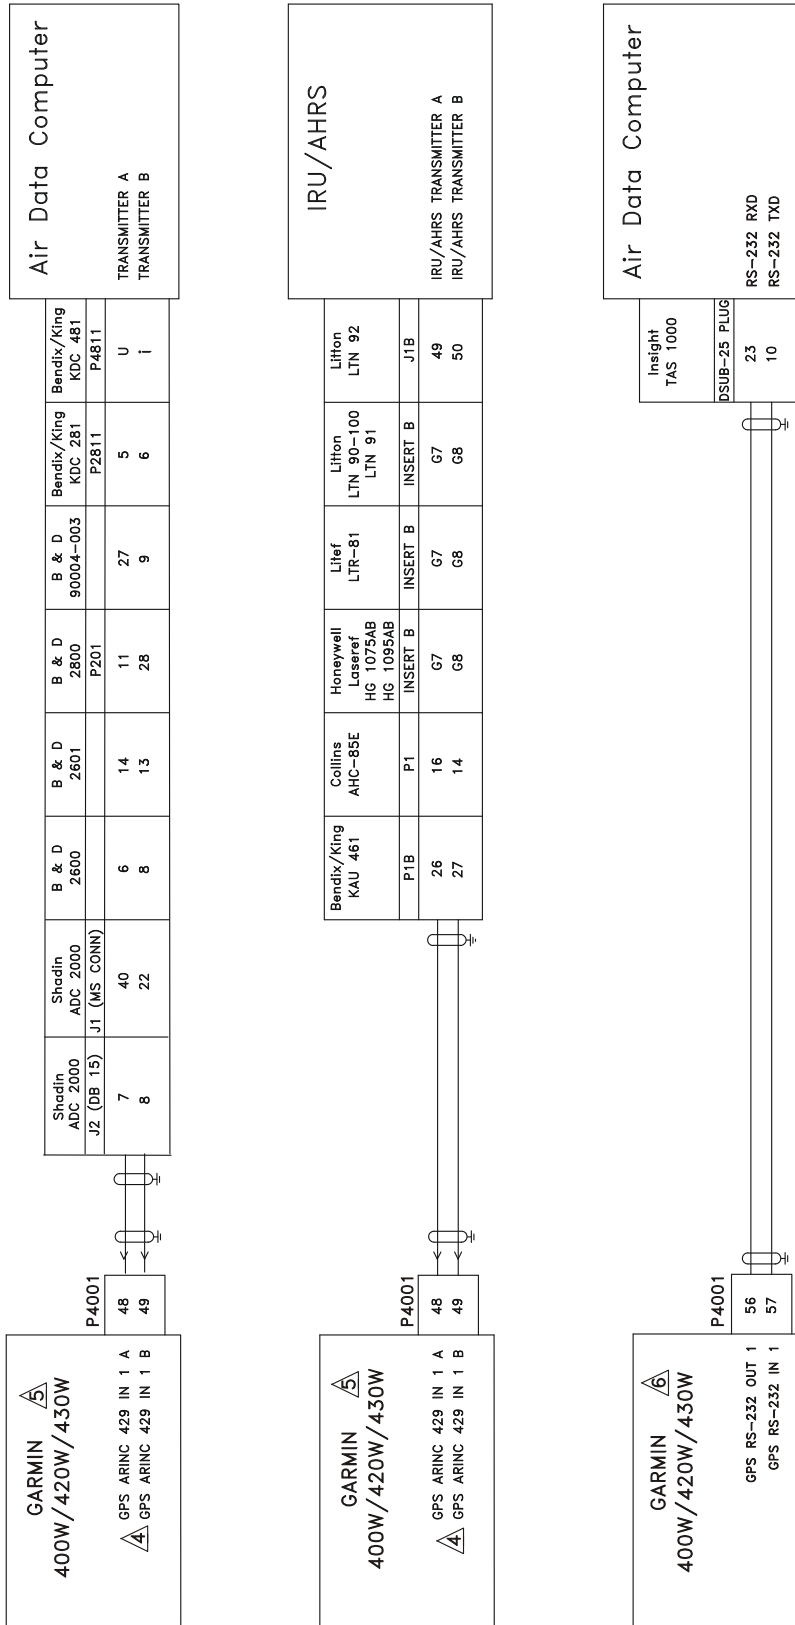 GARMIN
400W/420W/430W
5
GPS ARINC 429 IN 1 A
GPS ARINC 429 IN 1 B
4
P4001
48
49
Shadin
ADC 2000
J2 (DB 15)
7
8
Shadin
ADC 2000
J1 (MS CONN)
40
22
B & D
2600
6
8
B & D
2601
14
13
B & D
2800
P201
11
28
B & D
90004-003
27
9
Bendix/King
KDC 281
P2811
5
6
Bendix/King
KDC 481
P4811
U
i
Air Data Computer
TRANSMITTER A
TRANSMITTER B
GARMIN
400W/420W/430W
5
GPS ARINC 429 IN 1 A
GPS ARINC 429 IN 1 B
4
P4001
48
49
Bendix/King
KAU 461
P1B
26
27
Collins
AHC-85E
P1
16
14
Honeywell
Laseref
HG 1075AB
HG 1095AB
INSERT B
G7
G8
Litef
LTR-81
INSERT B
G7
G8
Litton
LTN 90-100
LTN 91
INSERT B
G7
G8
Litton
LTN 92
J1B
49
50
IRU/AHRS
IRU/AHRS TRANSMITTER A
IRU/AHRS TRANSMITTER B
GARMIN
400W/420W/430W
6
GPS RS-232 OUT 1
GPS RS-232 IN 1
P4001
56
57
Insight
TAS 1000
DSUB-25 PLUG
23
10
Air Data Computer
RS-232 RXD
RS-232 TXD